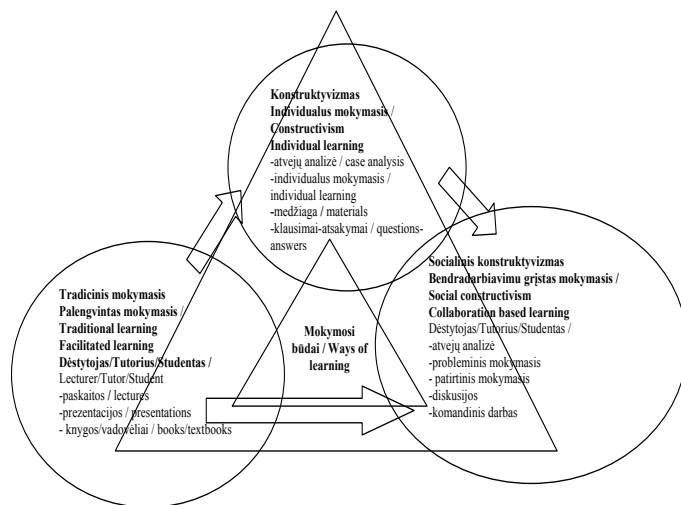 Konstruktyvizmas
Individualus mokymasis /
Constructivism
Individual learning
-atvejų analizė / case analysis
-individualus mokymasis /
individual learning
-medžiaga / materials
-klausimai-atsakymai / questions-
answers
Tradicinis mokymasis
Palengvintas mokymasis /
Traditional learning
Facilitated learning
Dėstytojas/Tutorius/Studentas /
Lecturer/Tutor/Student
-paskaitos / lectures
-prezentacijos / presentations
- knygos/vadovėliai / books/textbooks
Mokymosi
būdai / Ways of
learning
Socialinis konstruktyvizmas
Bendradarbiavimu grįstas mokymasis /
Social constructivism
Collaboration based learning
Dėstytojas/Tutorius/Studentas /
-atvejų analizė
-probleminis mokymasis
- patirtinis mokymasis
-diskusijos
-komandinis darbas